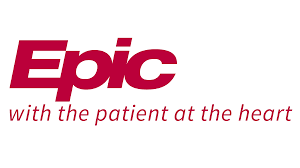 Epic
with the patient at the heart